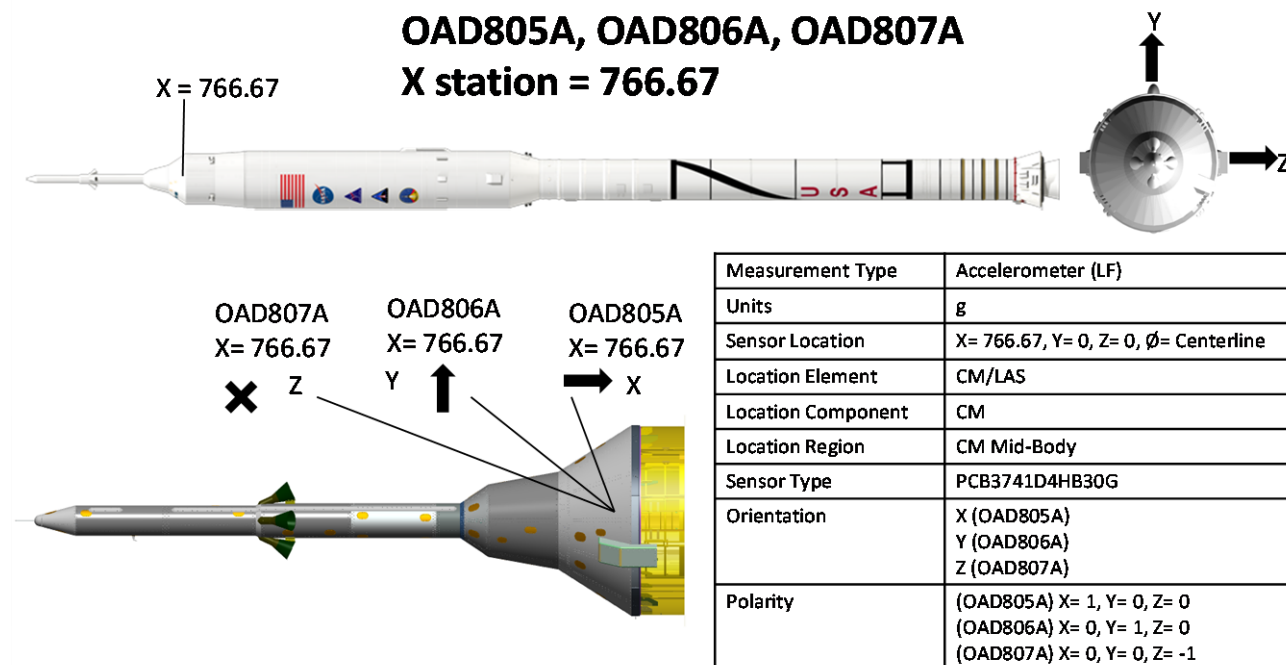 OAD805A, OAD806A, OAD807A
X station = 766.67
X = 766.67
Y
Z
USA
OAD807A
X= 766.67
Z
OAD806A
X= 766.67
Y
OAD805A
X= 766.67
X
Measurement Type Accelerometer (LF)
Units g
Sensor Location X= 766.67, Y= 0, Z= 0, Ø= Centerline
Location Element CM/LAS
Location Component CM
Location Region CM Mid-Body
Sensor Type PCB3741D4HB30G
Orientation X (OAD805A)
Y (OAD806A)
Z (OAD807A)
Polarity (OAD805A) X= 1, Y= 0, Z= 0
(OAD806A) X= 0, Y= 1, Z= 0
(OAD807A) X= 0, Y= 0, Z= -1